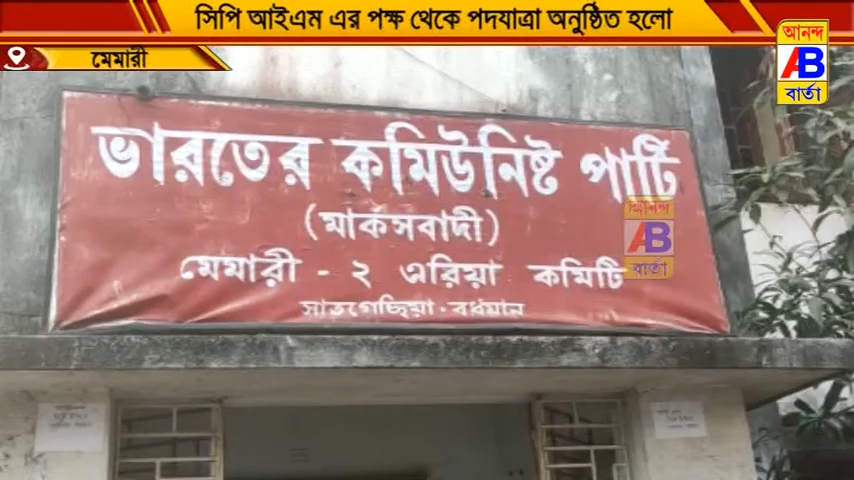 সিপি আইএম এর পক্ষ থেকে পদযাত্রা অনুষ্ঠিত হলো
মেমারী
আনন্দ
AB
বার্তা
ভারতের কমিউনিষ্ট পার্টি
(মার্কসবাদী)
আনন্দ
AB
বার্তা
মেমারী - ২ এরিয়া কমিটি
সাতগেছিয়া - বর্ধমান